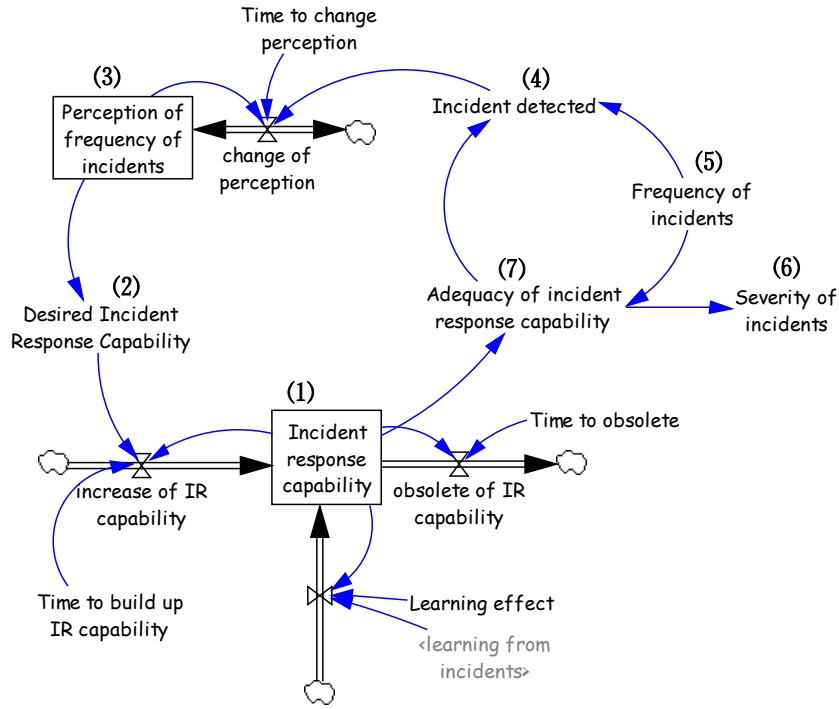 Time to change
perception
(3)
Perception of
frequency of
incidents
change of
perception
(4)
Incident detected
(5)
Frequency of
incidents
(7)
Adequacy of incident
response capability
(6)
Severity of
incidents
(2)
Desired Incident
Response Capability
(1)
Incident
response
capability
Time to obsolete
increase of IR
capability
obsolete of IR
capability
Time to build up
IR capability
Learning effect
<learning from
incidents>